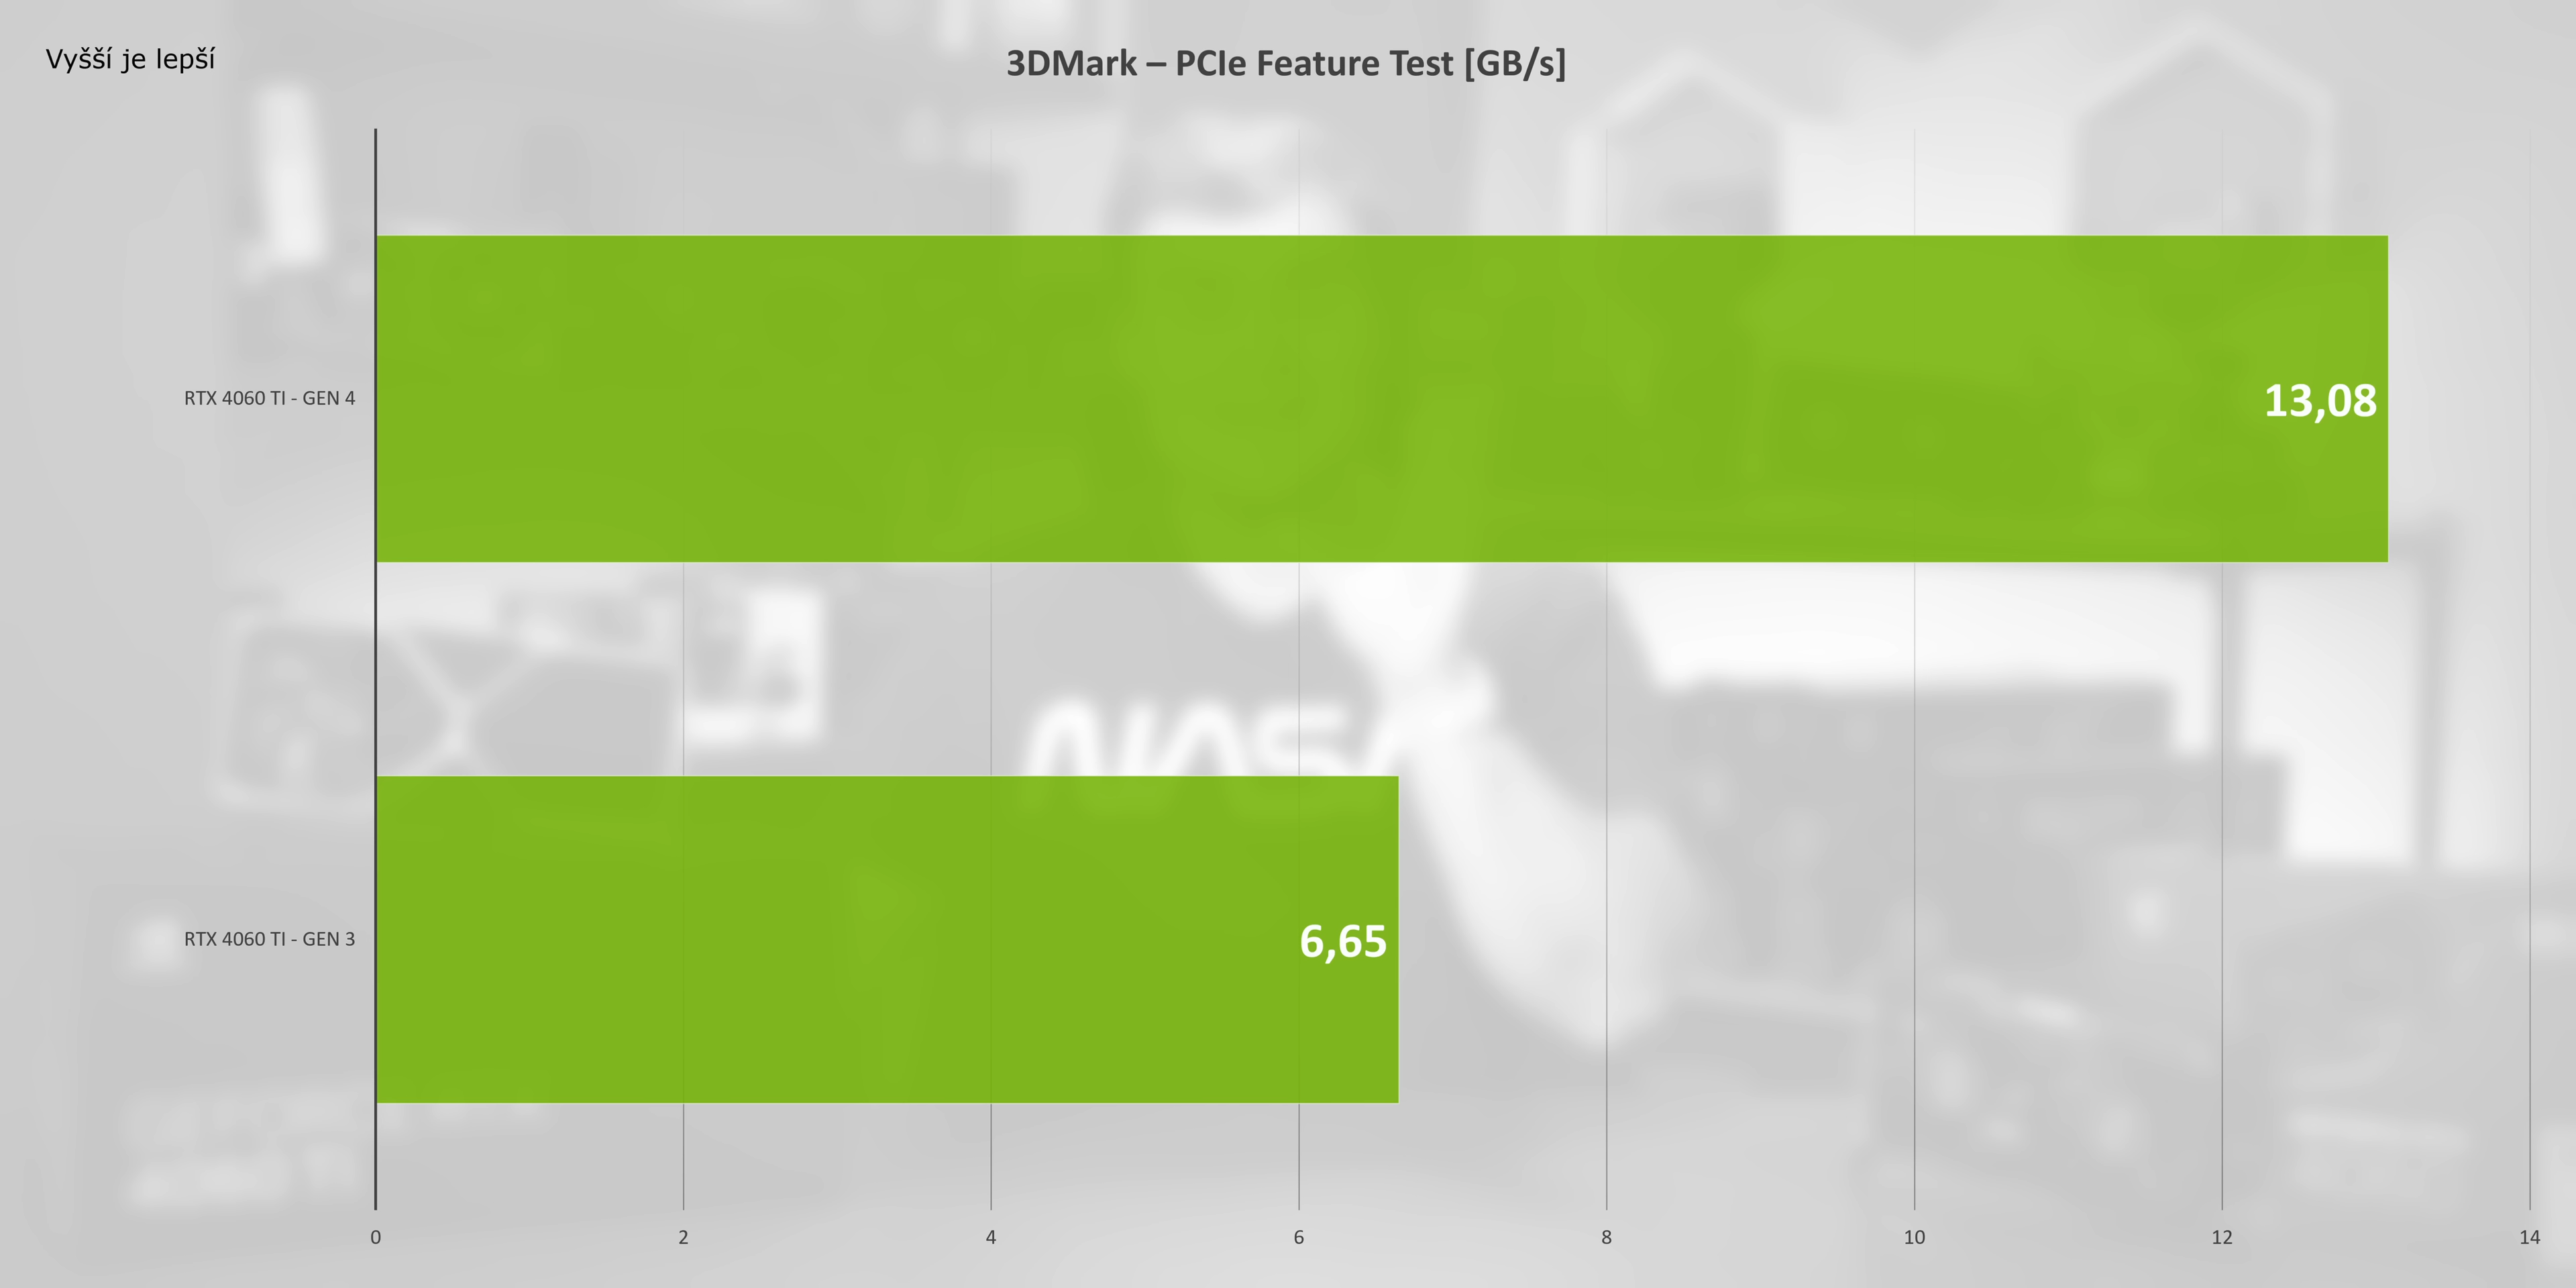 Vyšší je lepší
3DMark – PCIe Feature Test [GB/s]
RTX 4060 TI - GEN 4
13,08
NASA
RTX 4060 TI - GEN 3
6,65
0 2 4 6 8 10 12 14